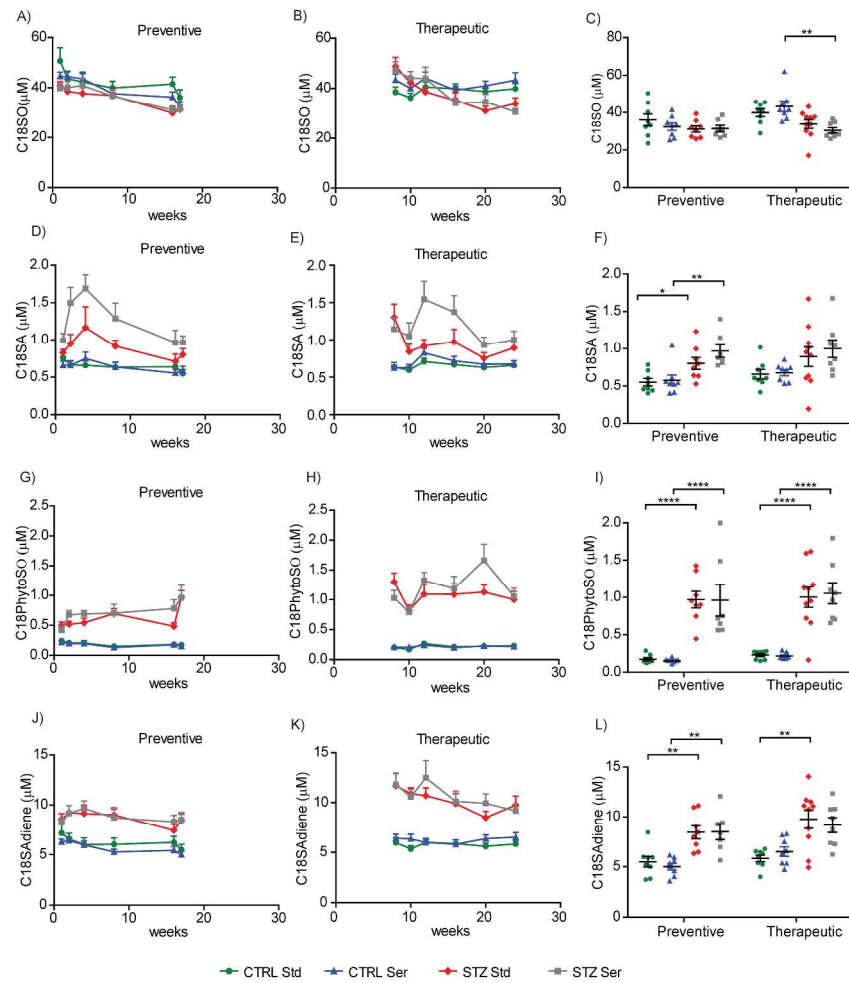 A) Preventive
C18SO(µM)
60
40
20
0
0 10 20 30
weeks
B) Therapeutic
C18SO (µM)
60
40
20
0
0 10 20 30
weeks
C)
C18SO (µM)
80
60
40
20
0
**
Preventive Therapeutic
D) Preventive
C18SA (µM)
2.0
1.5
1.0
0.5
0.0
0 10 20 30
weeks
E) Therapeutic
C18SA (µM)
2.0
1.5
1.0
0.5
0.0
0 10 20 30
weeks
F)
C18SA (µM)
2.0
1.5
1.0
0.5
0.0
*
**
Preventive Therapeutic
G) Preventive
C18PhytoSO (µM)
2.5
2.0
1.5
1.0
0.5
0.0
0 10 20 30
weeks
H) Therapeutic
C18PhytoSO (µM)
2.5
2.0
1.5
1.0
0.5
0.0
0 10 20 30
weeks
I)
C18PhytoSO (µM)
2.5
2.0
1.5
1.0
0.5
0.0
****
****
****
****
Preventive Therapeutic
J) Preventive
C18SAdiene (µM)
15
10
5
0
0 10 20 30
weeks
K) Therapeutic
C18SAdiene (µM)
15
10
5
0
0 10 20 30
weeks
L)
C18SAdiene (µM)
15
10
5
0
**
**
**
Preventive Therapeutic
CTRL Std CTRL Ser STZ Std STZ Ser